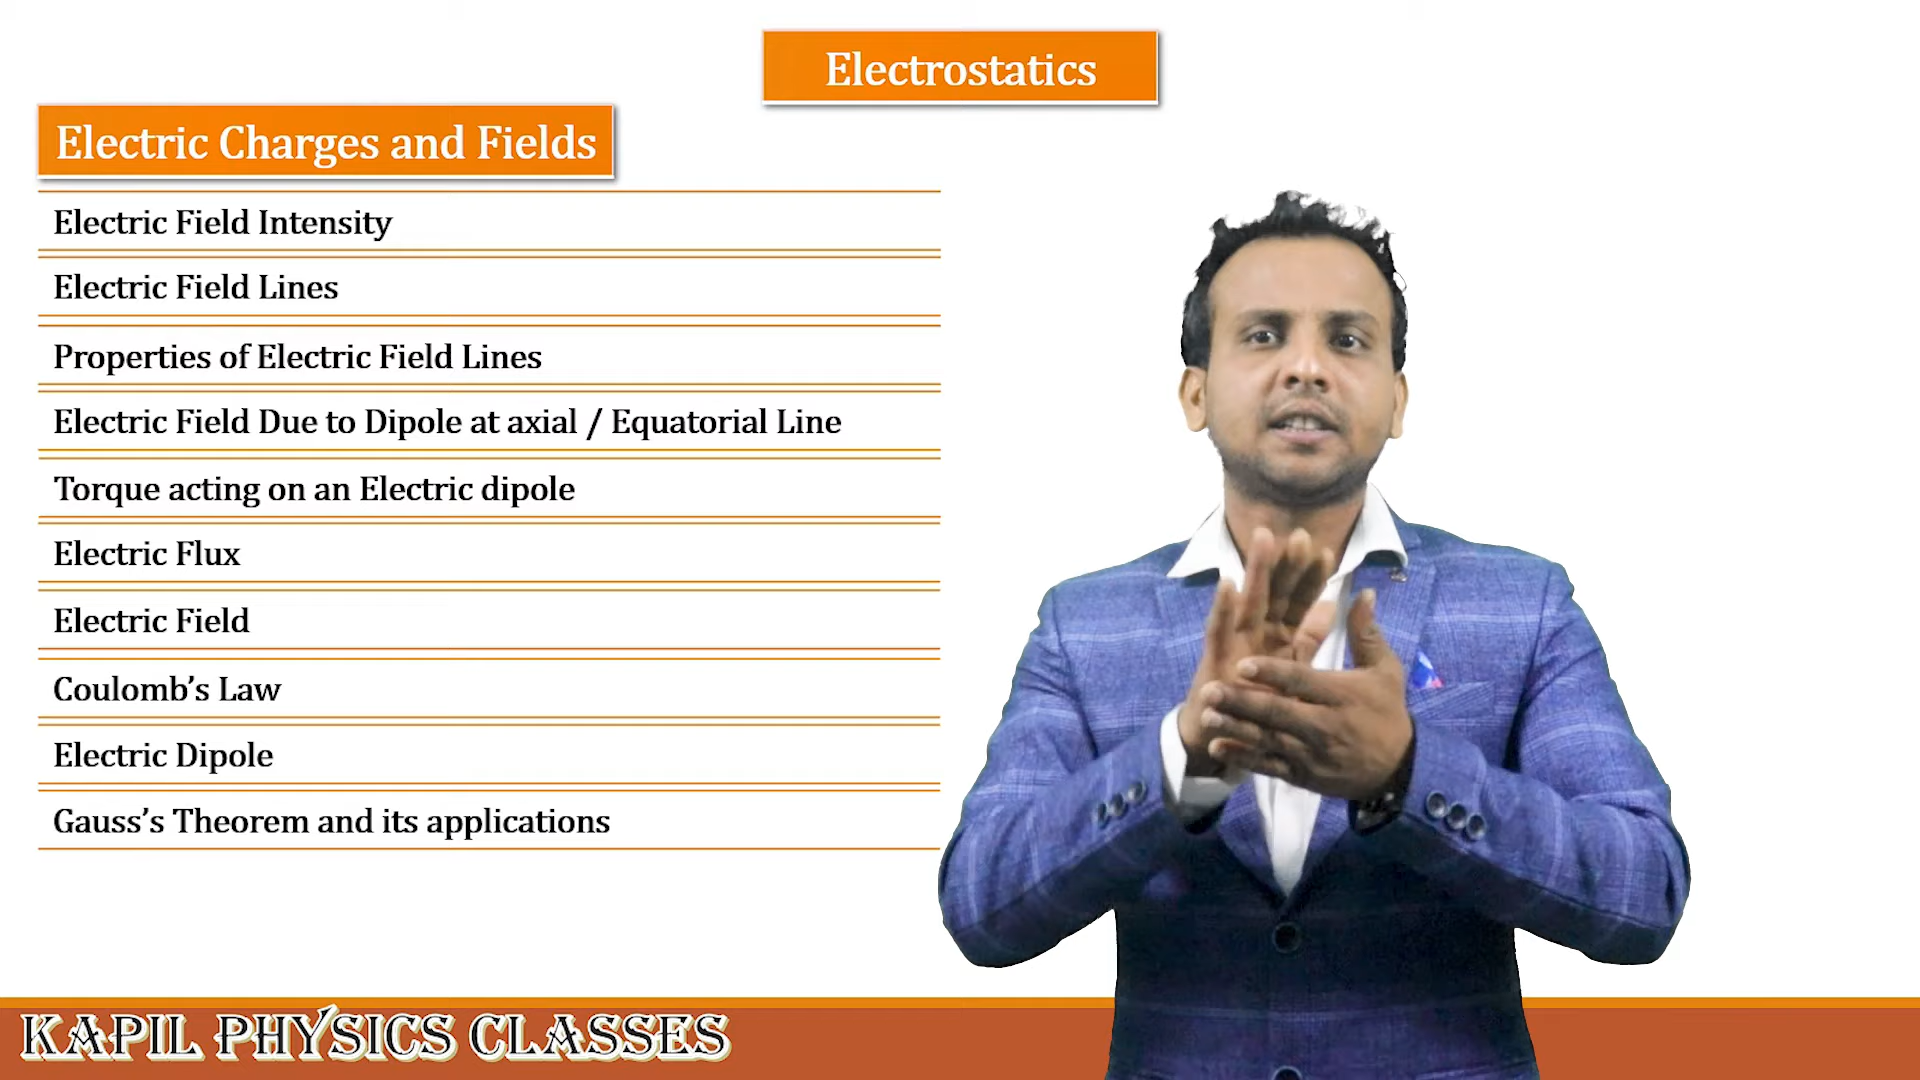 Electrostatics
Electric Charges and Fields
Electric Field Intensity
Electric Field Lines
Properties of Electric Field Lines
Electric Field Due to Dipole at axial / Equatorial Line
Torque acting on an Electric dipole
Electric Flux
Electric Field
Coulomb’s Law
Electric Dipole
Gauss’s Theorem and its applications
KAPIL PHYSICS CLASSES